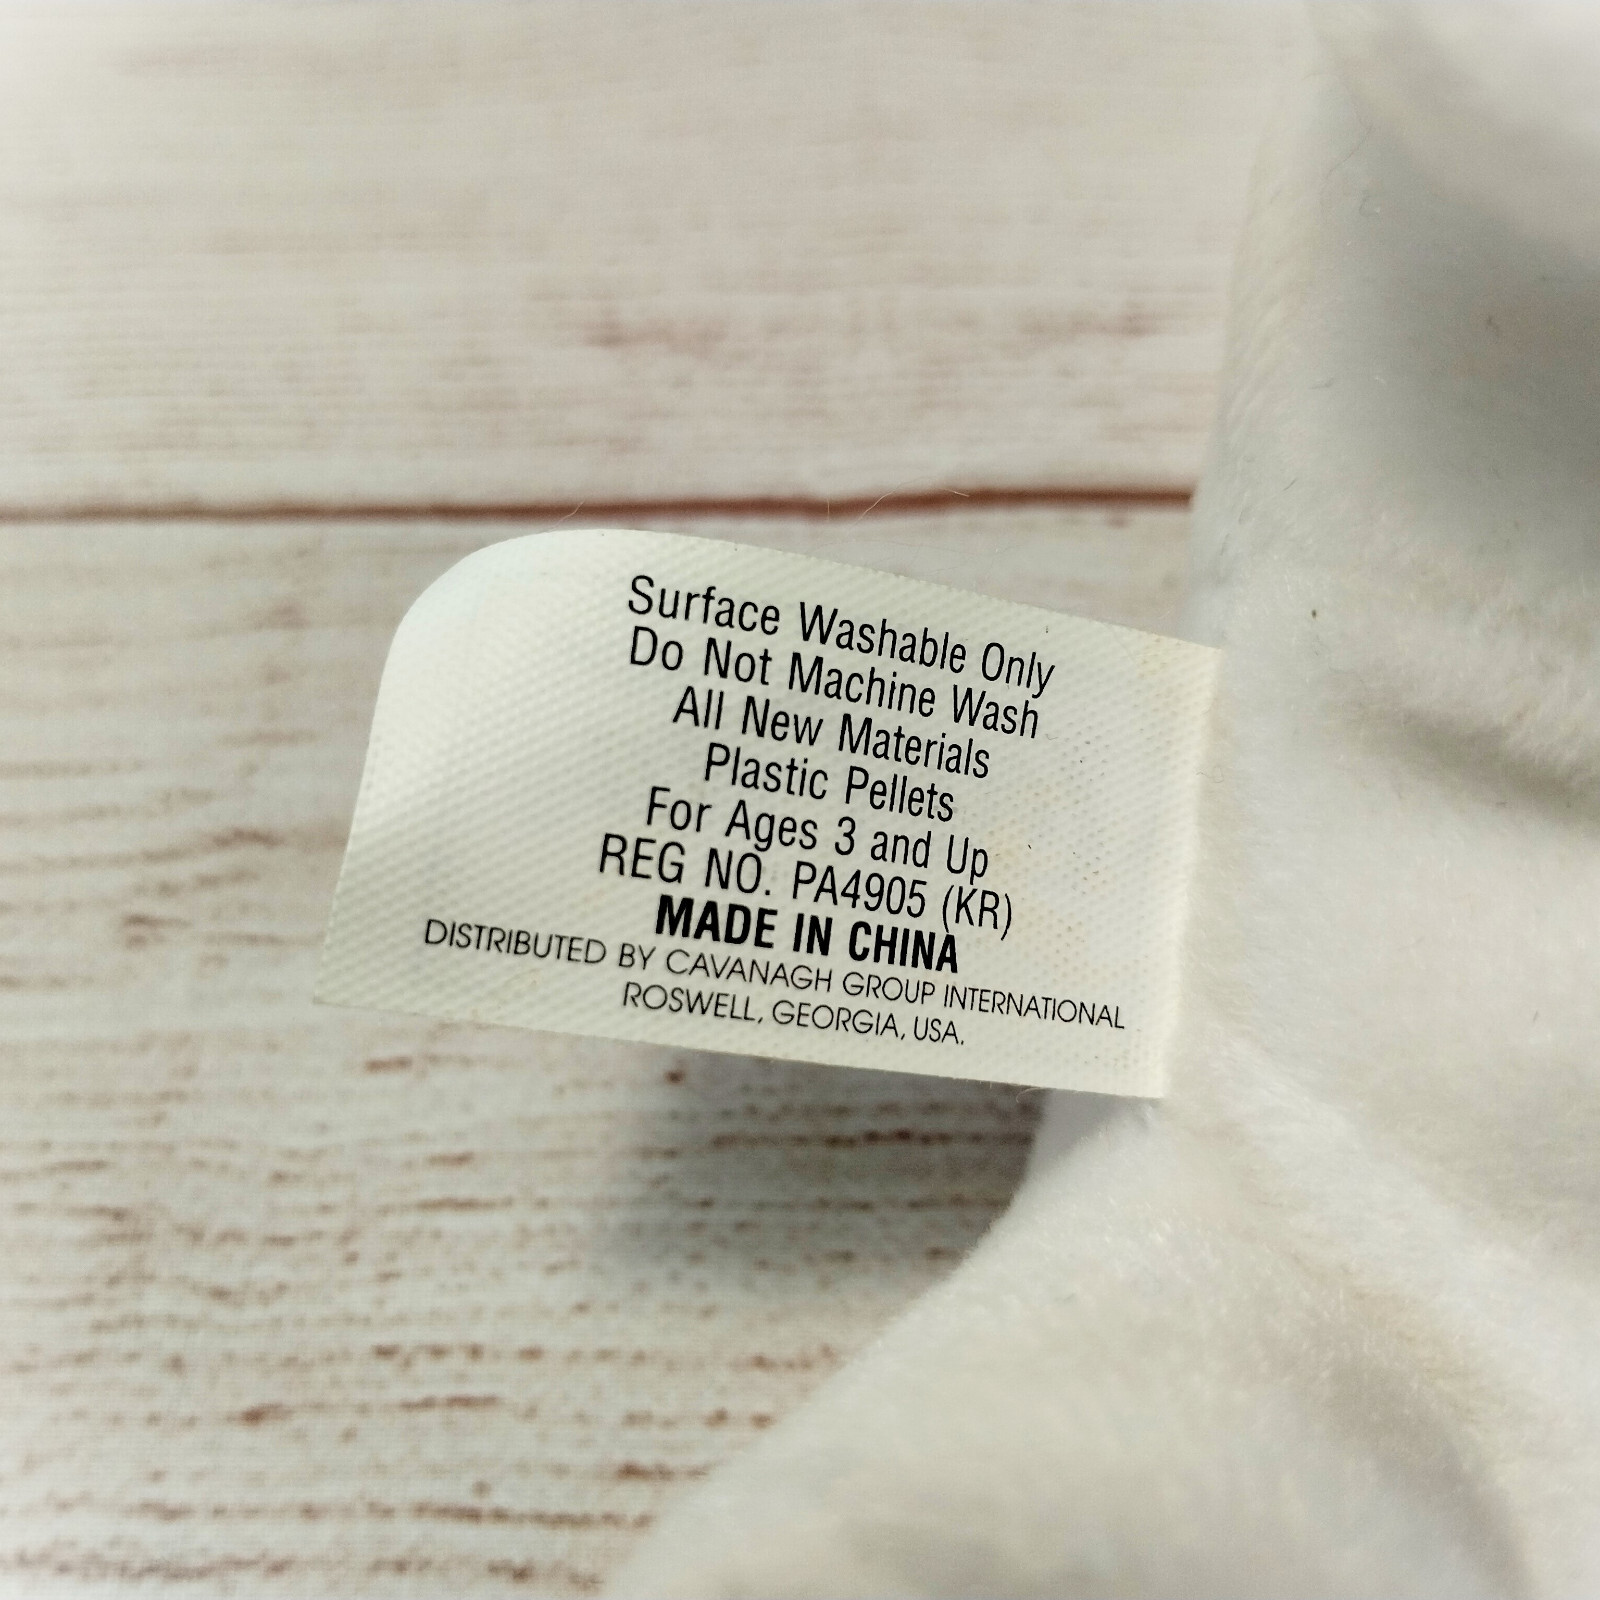 Surface Washable Only
Do Not Machine Wash
All New Materials
Plastic Pellets
For Ages 3 and Up
REG NO. PA4905 (KR)
MADE IN CHINA
DISTRIBUTED BY CAVANAGH GROUP INTERNATIONAL
ROSWELL, GEORGIA, USA.